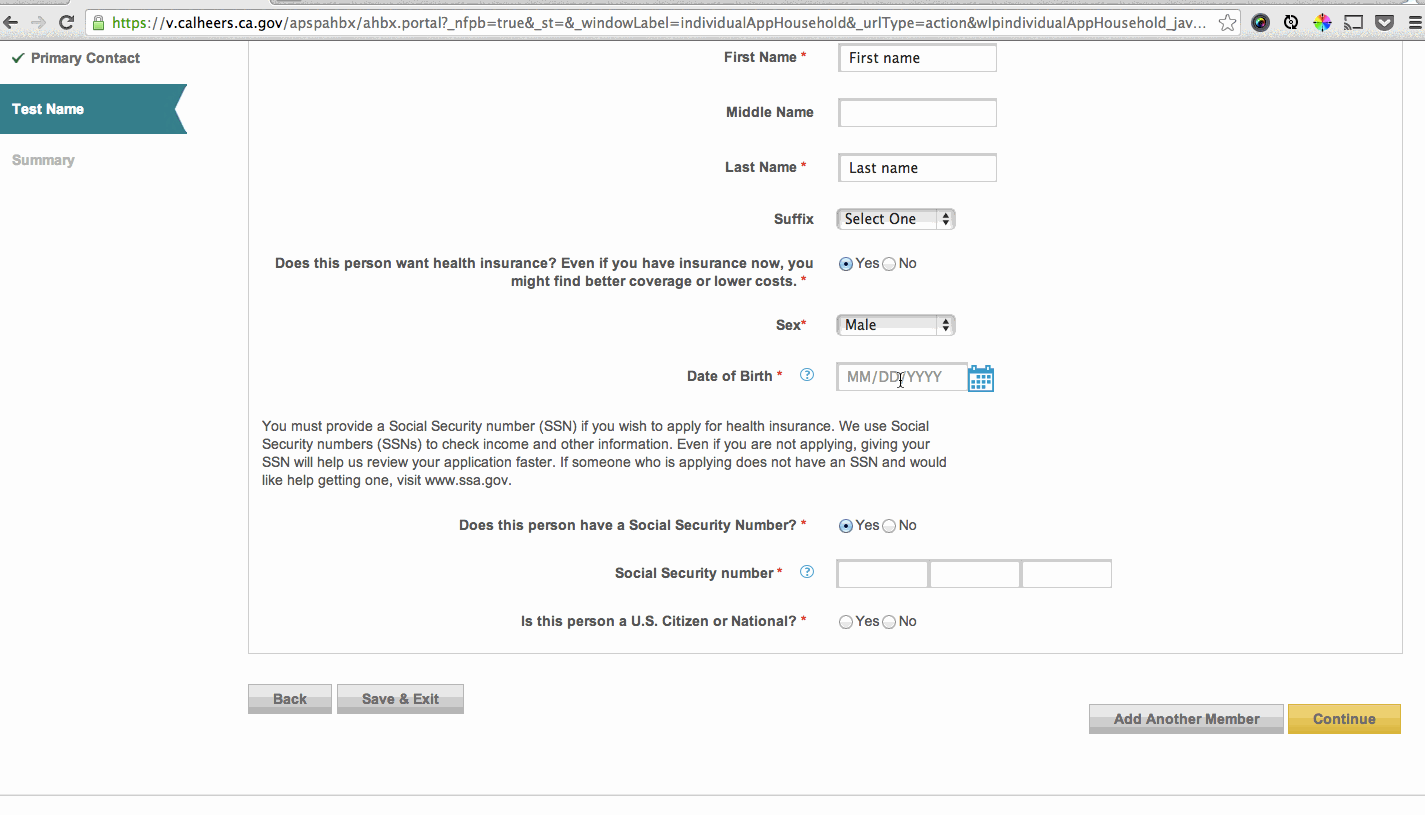 https://v.calheers.ca.gov/apspahbx/ahbx.portal?_nfpb=true&_st=&_windowLabel=individualAppHousehold&_urlType=action&wlpindividualAppHousehold_jav...
Primary Contact
Test Name
Summary
First Name * First name
Middle Name
Last Name * Last name
Suffix Select One
Does this person want health insurance? Even if you have insurance now, you Yes No
might find better coverage or lower costs. *
Sex* Male
Date of Birth * ? MM/DD/YYYY
You must provide a Social Security number (SSN) if you wish to apply for health insurance. We use Social
Security numbers (SSNs) to check income and other information. Even if you are not applying, giving your
SSN will help us review your application faster. If someone who is applying does not have an SSN and would
like help getting one, visit www.ssa.gov.
Does this person have a Social Security Number? * Yes No
Social Security number * ?
Is this person a U.S. Citizen or National? * Yes No
Back Save & Exit
Add Another Member Continue